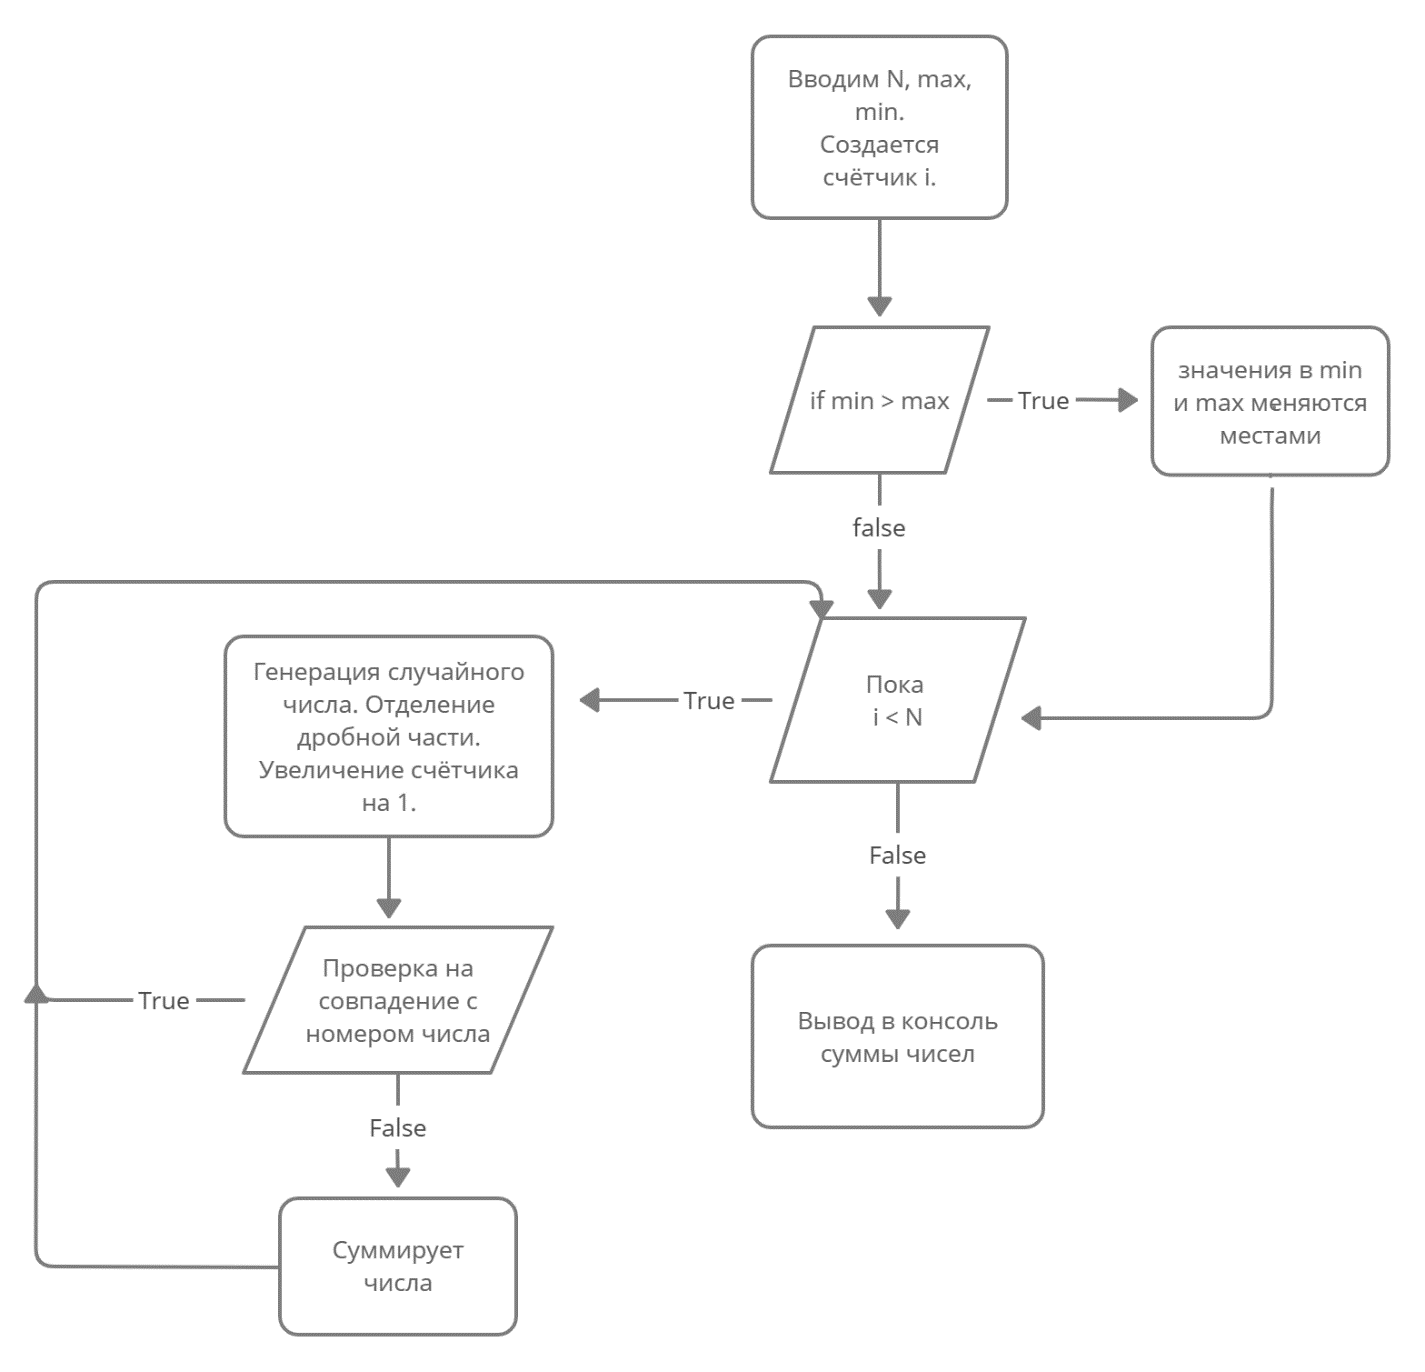 Вводим N, max,
min.
Создается
счётчик i.
if min > max
True
значения в min
и max меняются
местами
false
Генерация случайного
числа. Отделение
дробной части.
Увеличение счётчика
на 1.
True
Пока
i < N
False
Проверка на
совпадение с
номером числа
True
Вывод в консоль
суммы чисел
False
Суммирует
числа